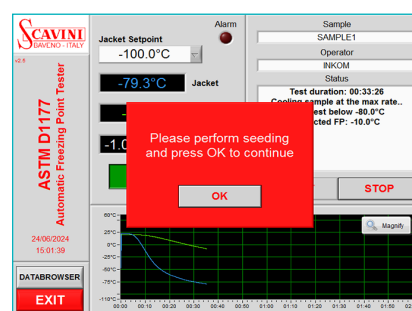 SCAVINI
BAVENO - ITALY
v2.5
ASTM D1177
Automatic Freezing Point Tester
24/06/2024
15:01:39
DATABROWSER
EXIT
Alarm
Jacket Setpoint
-100.0°C
-79.3°C
Jacket
-1.0
Sample
SAMPLE1
Operator
INKOM
Status
Test duration: 00:33:26
Cooling sample at the max rate..
est below -80.0°C
cted FP: -10.0°C
Please perform seeding
and press OK to continue
OK
STOP
Magnify
50°C
25°C
0°C
-25°C
-50°C
-75°C
-110°C
00:00
00:10
00:20
00:30
00:40
00:50
01:00
01:10
01:20
01:30
01:40
01:50